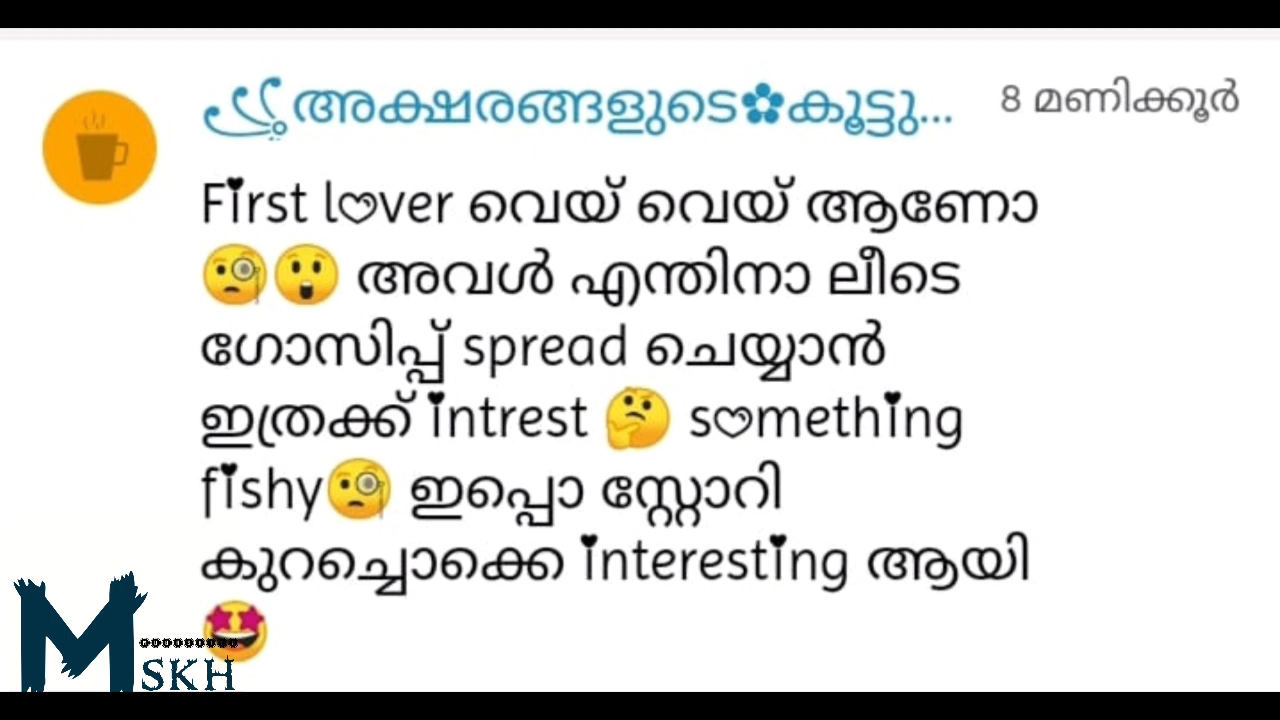 അക്ഷരങ്ങളുടെ✿കൂട്ടു... 8 മണിക്കൂർ
First lover വെയ് വെയ് ആണോ
🧐😲 അവൾ എന്തിനാ ലീടെ
ഗോസിപ്പ് spread ചെയ്യാൻ
ഇത്രക്ക് intrest 🤔 something
fishy🧐 ഇപ്പൊ സ്റ്റോറി
കുറച്ചൊക്കെ interesting ആയി
🤩
M SKH